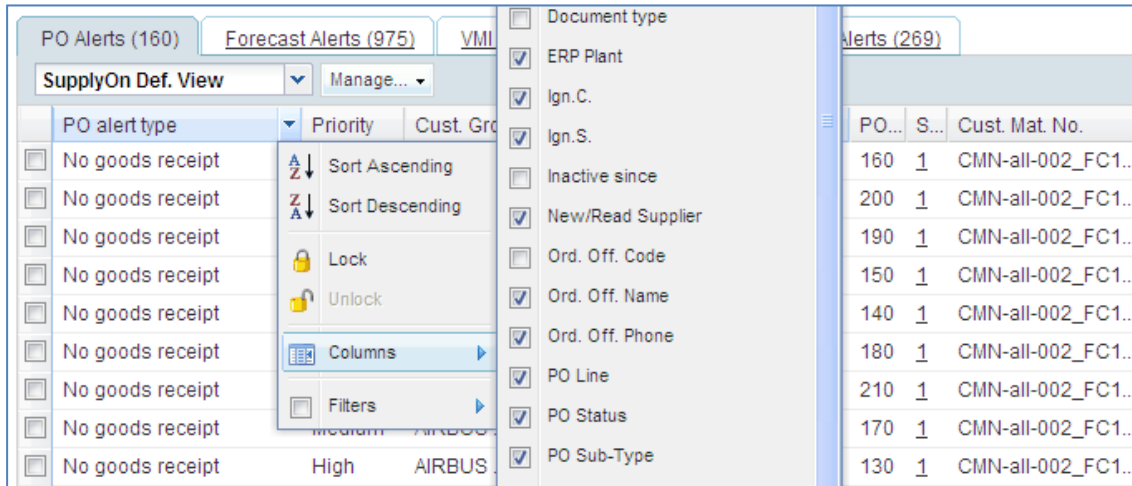 PO Alerts (160) Forecast Alerts (975) VMI Alerts (269)
SupplyOn Def. View Manage...
PO alert type Priority Cust. Gro PO... S... Cust. Mat. No.
No goods receipt 160 1 CMN-all-002_FC1..
No goods receipt 200 1 CMN-all-002_FC1..
No goods receipt 190 1 CMN-all-002_FC1..
No goods receipt 150 1 CMN-all-002_FC1..
No goods receipt 140 1 CMN-all-002_FC1..
No goods receipt 180 1 CMN-all-002_FC1..
No goods receipt 210 1 CMN-all-002_FC1..
No goods receipt 170 1 CMN-all-002_FC1..
No goods receipt High AIRBUS . 130 1 CMN-all-002_FC1..
Sort Ascending
Sort Descending
Lock
Unlock
Columns
Filters
Document type
ERP Plant
Ign.C.
Ign.S.
Inactive since
New/Read Supplier
Ord. Off. Code
Ord. Off. Name
Ord. Off. Phone
PO Line
PO Status
PO Sub-Type